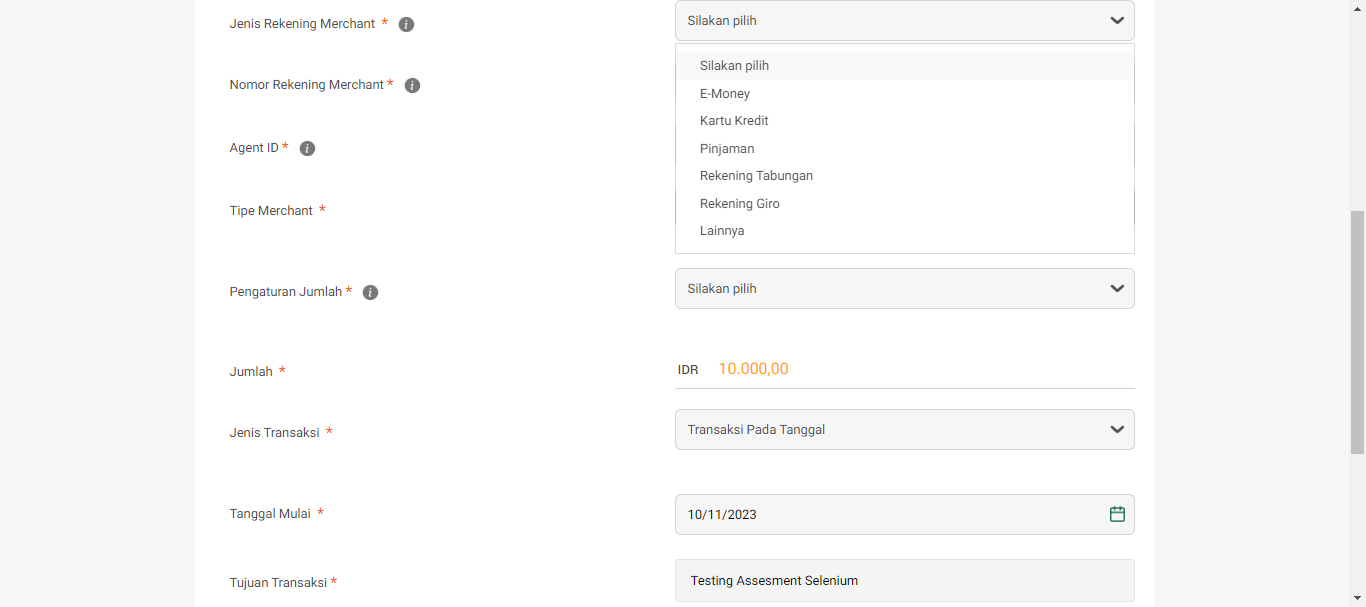 Jenis Rekening Merchant *
Silakan pilih
Silakan pilih
Nomor Rekening Merchant *
E-Money
Kartu Kredit
Agent ID *
Pinjaman
Rekening Tabungan
Tipe Merchant *
Rekening Giro
Lainnya
Pengaturan Jumlah *
Silakan pilih
Jumlah *
IDR 10.000,00
Jenis Transaksi *
Transaksi Pada Tanggal
Tanggal Mulai *
10/11/2023
Tujuan Transaksi *
Testing Assesment Selenium